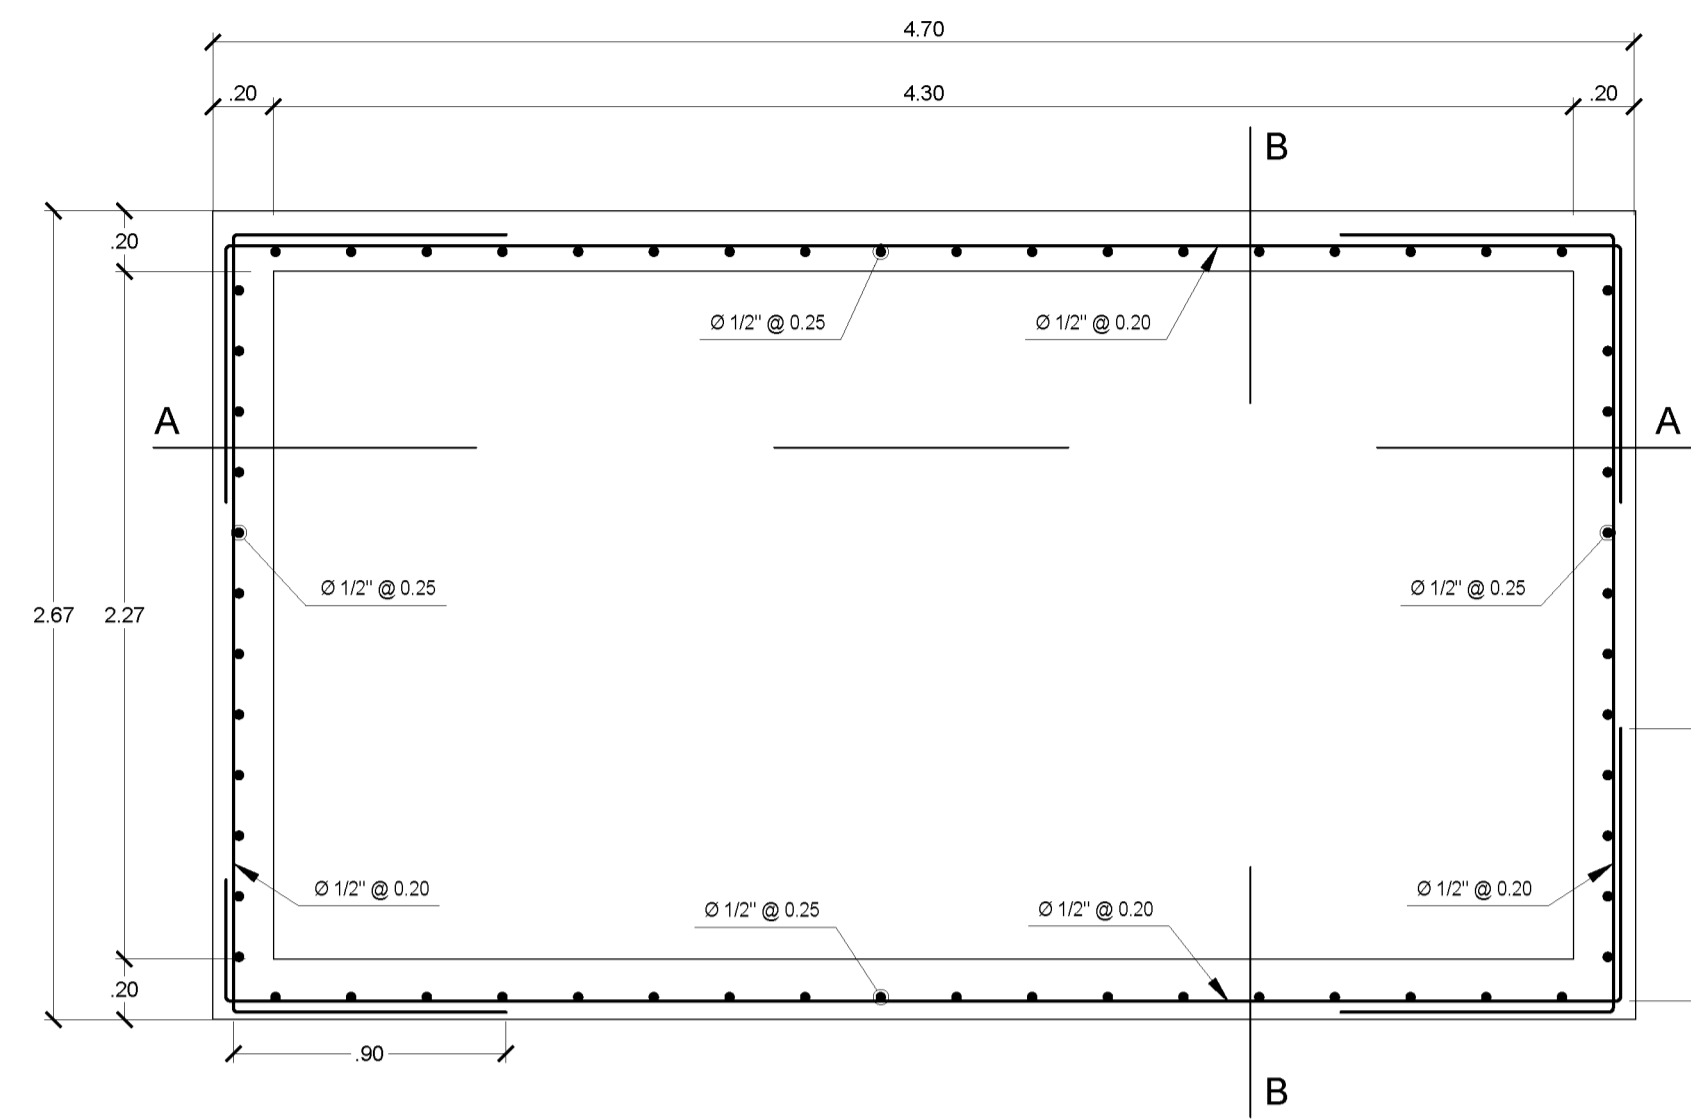 4.70
.20
4.30
.20
B
.20
Ø 1/2" @ 0.25
Ø 1/2" @ 0.20
A
A
Ø 1/2" @ 0.25
Ø 1/2" @ 0.25
2.67
2.27
Ø 1/2" @ 0.20
Ø 1/2" @ 0.20
Ø 1/2" @ 0.25
Ø 1/2" @ 0.20
.20
.90
B